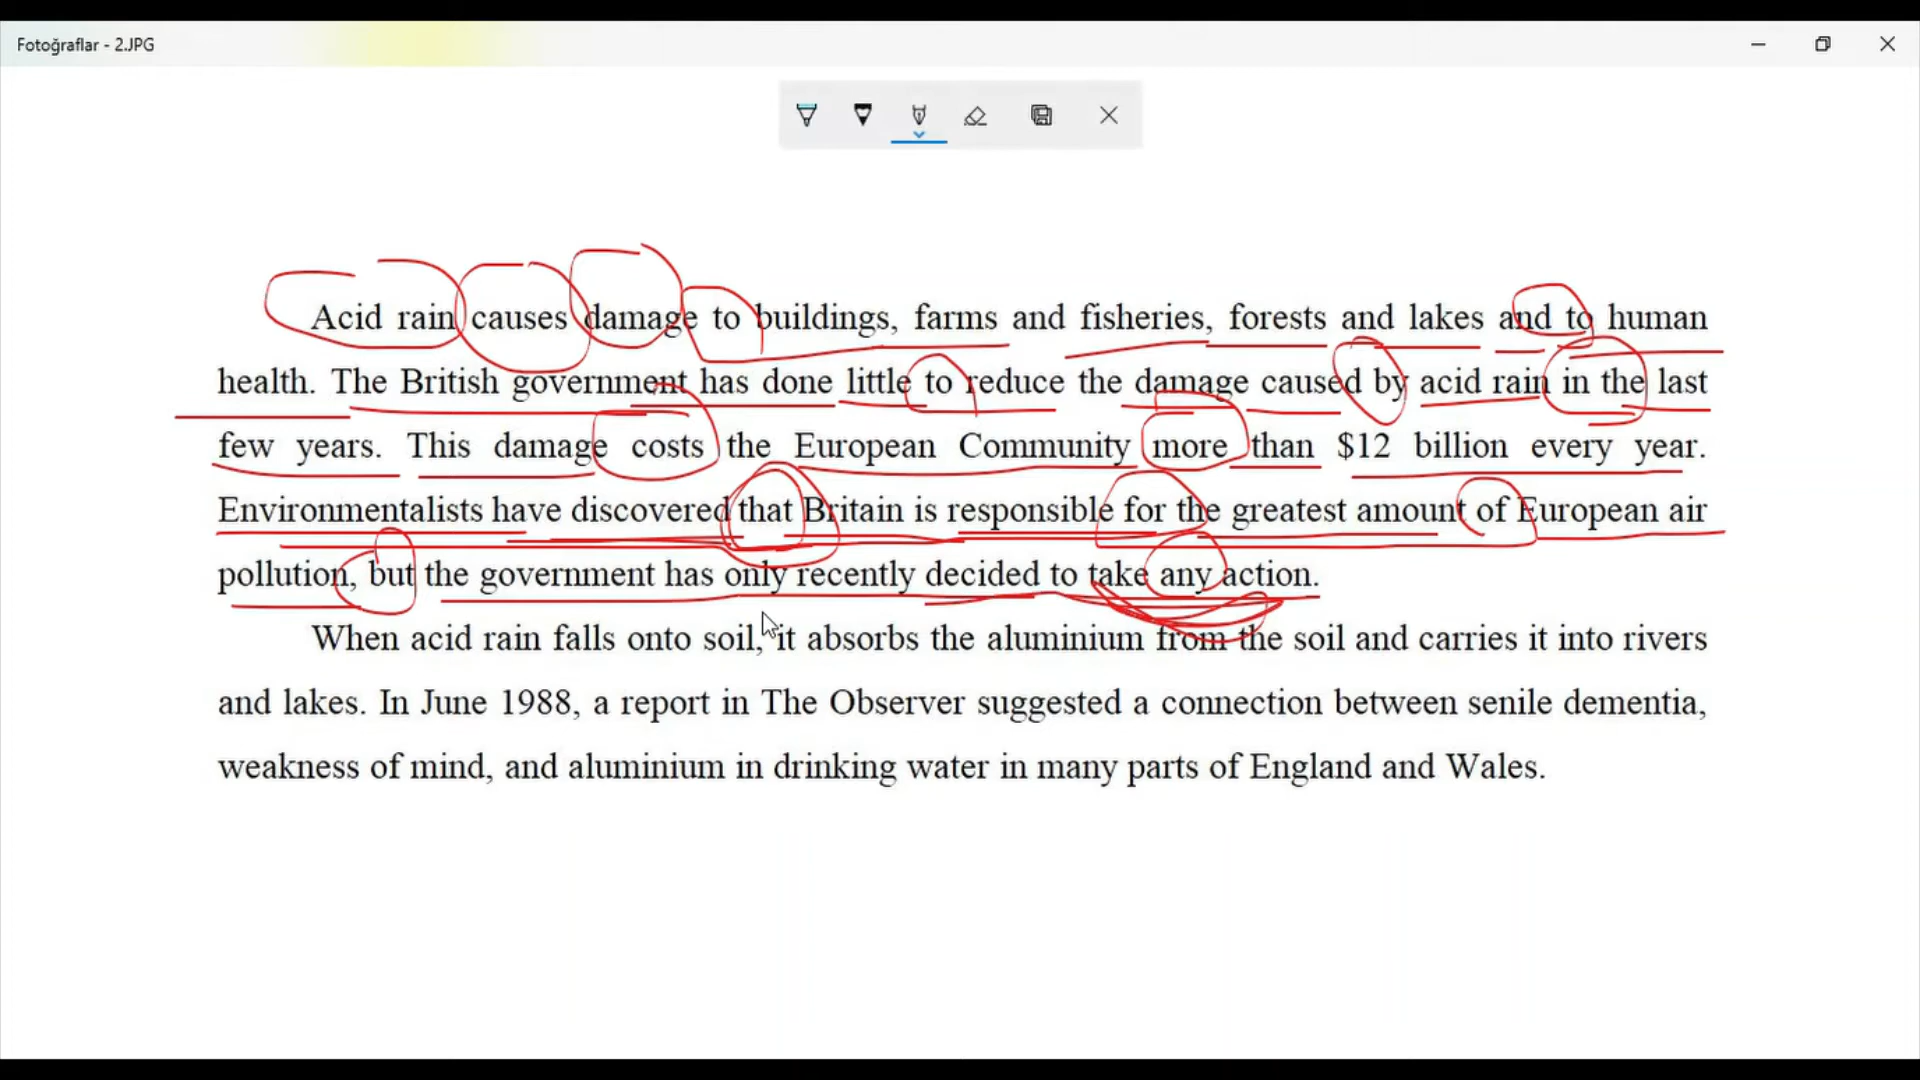 Fotoğraflar - 2.JPG
Acid rain causes damage to buildings, farms and fisheries, forests and lakes and to human
health. The British government has done little to reduce the damage caused by acid rain in the last
few years. This damage costs the European Community more than $12 billion every year.
Environmentalists have discovered that Britain is responsible for the greatest amount of European air
pollution, but the government has only recently decided to take any action.
When acid rain falls onto soil, it absorbs the aluminium from the soil and carries it into rivers
and lakes. In June 1988, a report in The Observer suggested a connection between senile dementia,
weakness of mind, and aluminium in drinking water in many parts of England and Wales.